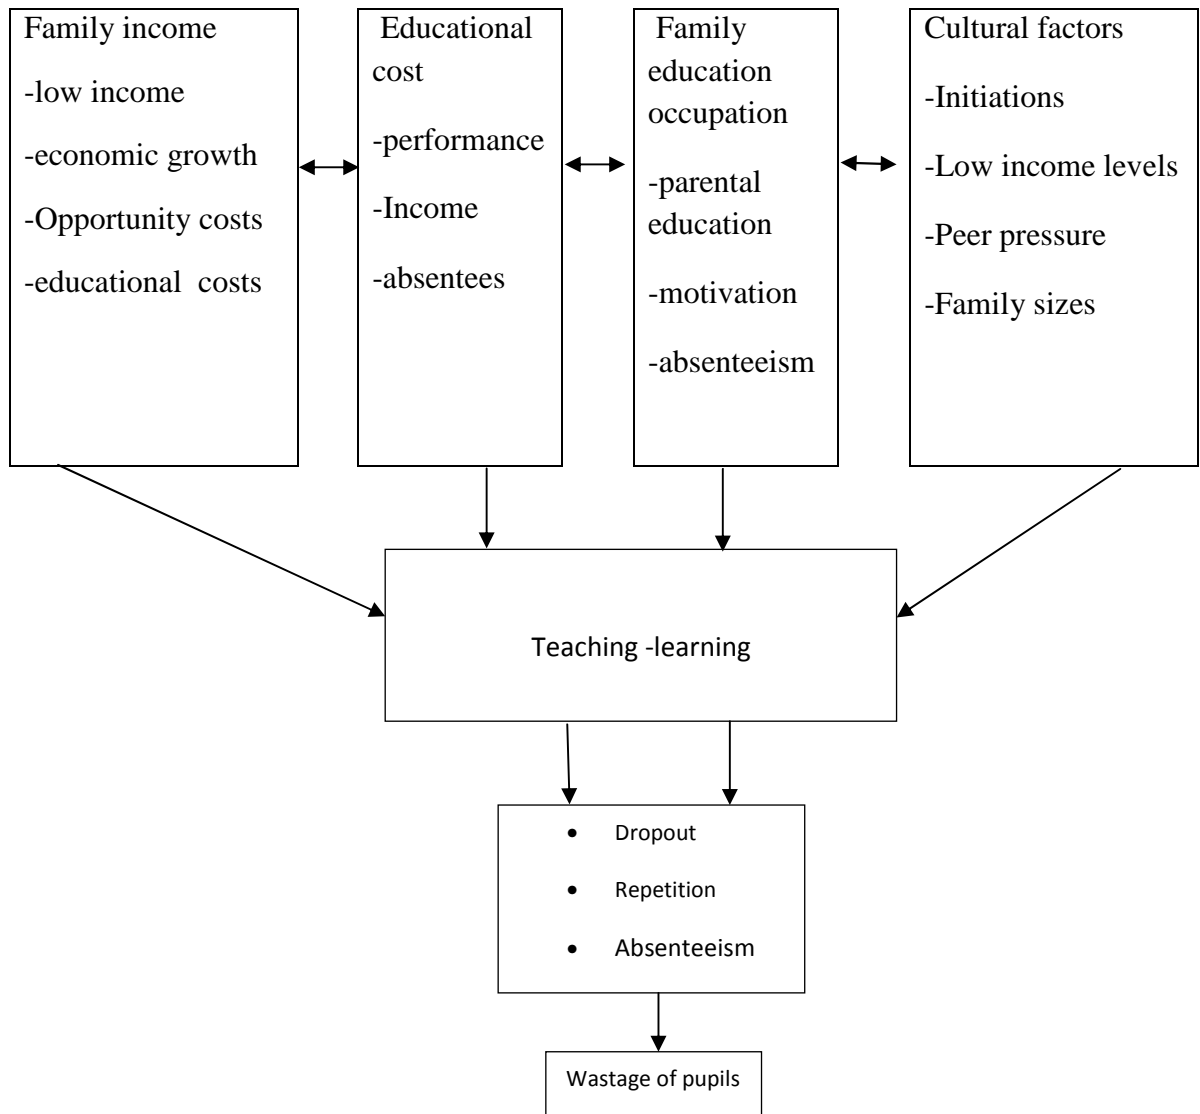 Family income
-low income
-economic growth
-Opportunity costs
-educational costs
Educational
cost
-performance
-Income
-absentees
Family
education
occupation
-parental
education
-motivation
-absenteeism
Cultural factors
-Initiations
-Low income levels
-Peer pressure
-Family sizes
Teaching -learning
• Dropout
• Repetition
• Absenteeism
Wastage of pupils